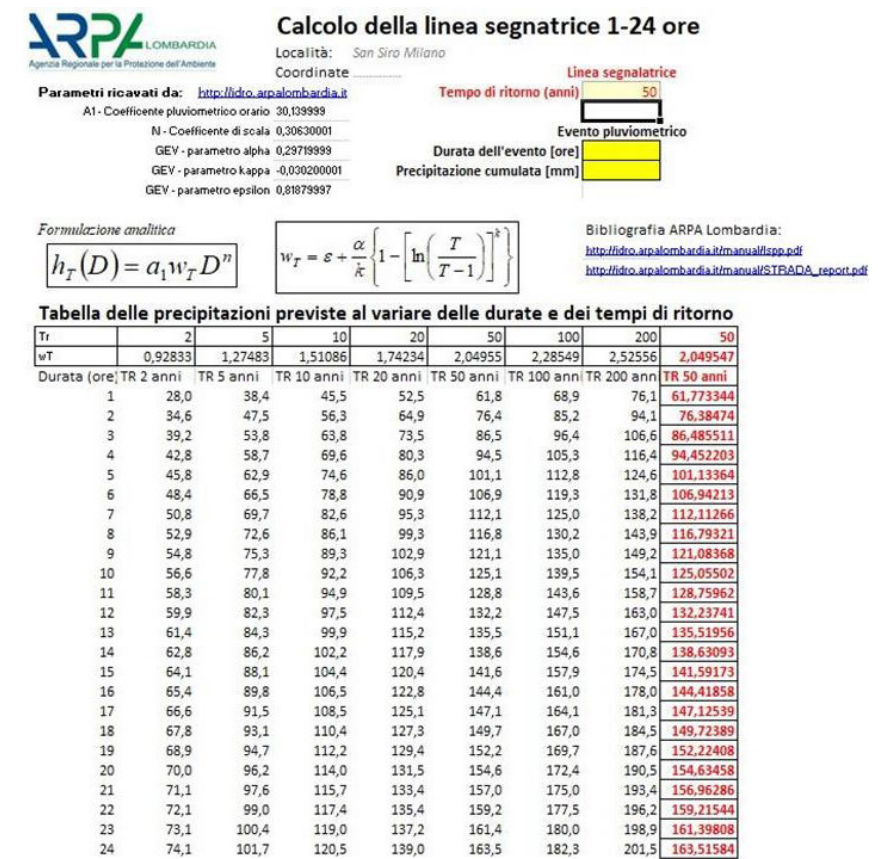 ARPA LOMBARDIA
Agenzia Regionale per la Protezione dell'Ambiente
Calcolo della linea segnatrice 1-24 ore
Località: San Siro Milano
Coordinate ..............
Linea segnalatrice
Parametri ricavati da: http://idro.arpalombardia.it
Tempo di ritorno (anni) 50
A1 - Coefficente pluviometrico orario 30,139999
N - Coefficente di scala 0,30630001
Evento pluviometrico
GEV - parametro alpha 0,29719999
Durata dell'evento [ore]
GEV - parametro kappa -0,030200001
Precipitazione cumulata [mm]
GEV - parametro epsilon 0,81879997
Formulazione analitica
h_T(D) = a_1 w_T D^n
w_T = ε + α/k {1 - [ln(T/(T-1))]^k}
Bibliografia ARPA Lombardia:
http://idro.arpalombardia.it/manual/lspp.pdf
http://idro.arpalombardia.it/manual/STRADA_report.pdf
Tabella delle precipitazioni previste al variare delle durate e dei tempi di ritorno
Tr 2 5 10 20 50 100 200 50
wT 0,92833 1,27483 1,51086 1,74234 2,04955 2,28549 2,52556 2,049547
Durata (ore) TR 2 anni TR 5 anni TR 10 anni TR 20 anni TR 50 anni TR 100 anni TR 200 anni TR 50 anni
1 28,0 38,4 45,5 52,5 61,8 68,9 76,1 61,773344
2 34,6 47,5 56,3 64,9 76,4 85,2 94,1 76,38474
3 39,2 53,8 63,8 73,5 86,5 96,4 106,6 86,485511
4 42,8 58,7 69,6 80,3 94,5 105,3 116,4 94,452203
5 45,8 62,9 74,6 86,0 101,1 112,8 124,6 101,13364
6 48,4 66,5 78,8 90,9 106,9 119,3 131,8 106,94213
7 50,8 69,7 82,6 95,3 112,1 125,0 138,2 112,11266
8 52,9 72,6 86,1 99,3 116,8 130,2 143,9 116,79321
9 54,8 75,3 89,3 102,9 121,1 135,0 149,2 121,08368
10 56,6 77,8 92,2 106,3 125,1 139,5 154,1 125,05502
11 58,3 80,1 94,9 109,5 128,8 143,6 158,7 128,75962
12 59,9 82,3 97,5 112,4 132,2 147,5 163,0 132,23741
13 61,4 84,3 99,9 115,2 135,5 151,1 167,0 135,51956
14 62,8 86,2 102,2 117,9 138,6 154,6 170,8 138,63093
15 64,1 88,1 104,4 120,4 141,6 157,9 174,5 141,59173
16 65,4 89,8 106,5 122,8 144,4 161,0 178,0 144,41858
17 66,6 91,5 108,5 125,1 147,1 164,1 181,3 147,12539
18 67,8 93,1 110,4 127,3 149,7 167,0 184,5 149,72389
19 68,9 94,7 112,2 129,4 152,2 169,7 187,6 152,22408
20 70,0 96,2 114,0 131,5 154,6 172,4 190,5 154,63458
21 71,1 97,6 115,7 133,4 157,0 175,0 193,4 156,96286
22 72,1 99,0 117,4 135,4 159,2 177,5 196,2 159,21544
23 73,1 100,4 119,0 137,2 161,4 180,0 198,9 161,39808
24 74,1 101,7 120,5 139,0 163,5 182,3 201,5 163,51584